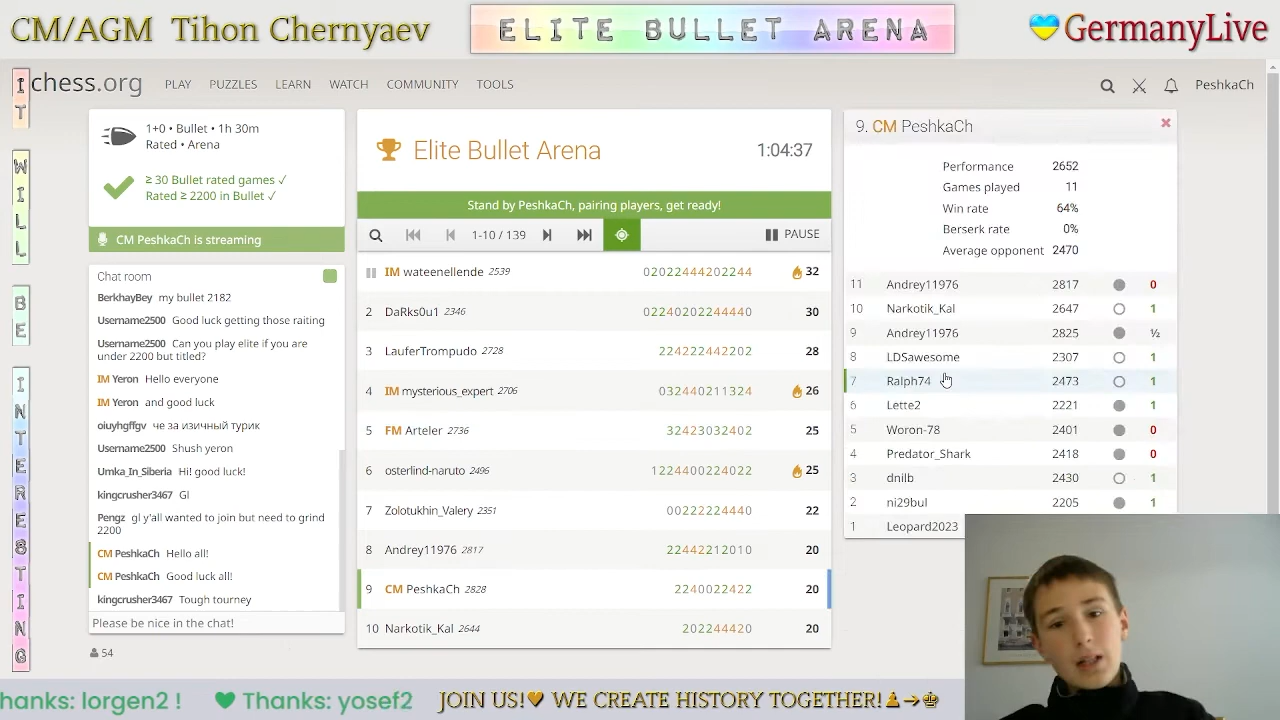 CM/AGM Tihon Chernyaev
ELITE BULLET ARENA
GermanyLive
IT WILL BE INTERESTING
chess.org
PLAY PUZZLES LEARN WATCH COMMUNITY TOOLS
PeshkaCh
1+0 • Bullet • 1h 30m
Rated • Arena
≥ 30 Bullet rated games ✓
Rated ≥ 2200 in Bullet ✓
CM PeshkaCh is streaming
Chat room
BerkhayBey my bullet 2182
Username2500 Good luck getting those raiting
Username2500 Can you play elite if you are
under 2200 but titled?
IM Yeron Hello everyone
IM Yeron and good luck
oiuyhgffgv че за изичный турик
Username2500 Shush yeron
Umka_In_Siberia Hi! good luck!
kingcrusher3467 Gl
Pengz gl y'all wanted to join but need to grind
2200
CM PeshkaCh Hello all!
CM PeshkaCh Good luck all!
kingcrusher3467 Tough tourney
Please be nice in the chat!
54
Elite Bullet Arena 1:04:37
Stand by PeshkaCh, pairing players, get ready!
1-10 / 139 PAUSE
IM wateenellende 2539 02022444202244 32
2 DaRks0u1 2346 0224020224440 30
3 LauferTrompudo 2728 224222442202 28
4 IM mysterious_expert 2706 032440211324 26
5 FM Arteler 2736 32423032402 25
6 osterlind-naruto 2496 1224400224022 25
7 Zolotukhin_Valery 2351 00222224440 22
8 Andrey11976 2817 22442212010 20
9 CM PeshkaCh 2828 2240022422 20
10 Narkotik_Kal 2644 202244420 20
9. CM PeshkaCh
Performance 2652
Games played 11
Win rate 64%
Berserk rate 0%
Average opponent 2470
11 Andrey11976 2817 0
10 Narkotik_Kal 2647 1
9 Andrey11976 2825 ½
8 LDSawesome 2307 1
7 Ralph74 2473 1
6 Lette2 2221 1
5 Woron-78 2401 0
4 Predator_Shark 2418 0
3 dnilb 2430 1
2 ni29bul 2205 1
1 Leopard2023
hanks: lorgen2 ! Thanks: yosef2 JOIN US! WE CREATE HISTORY TOGETHER!